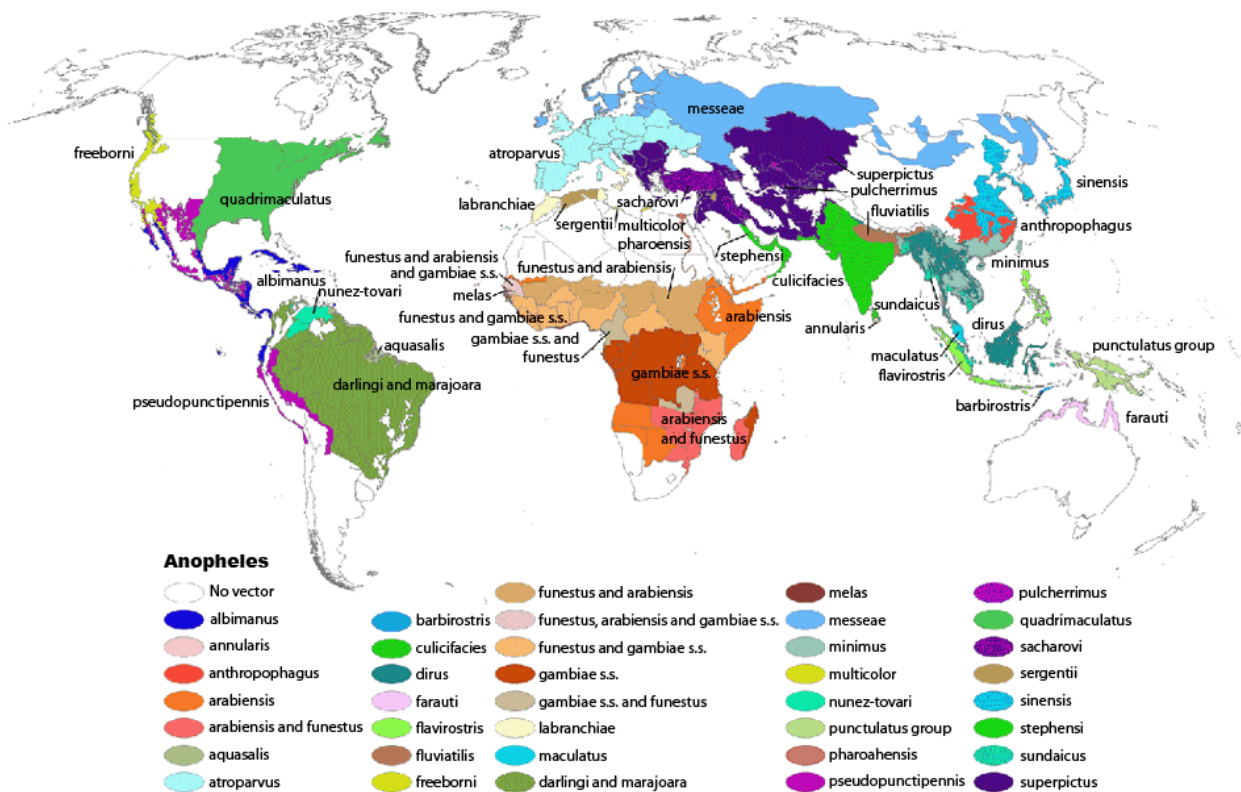 messeae
freeborni
atroparvus
superpictus
pulcherrimus
sinensis
quadrimaculatus
labranchiae
sacharovi
fluviatilis
sergentii
multicolor
anthropophagus
pharoensis
stephensi
funestus and arabiensis
and gambiae s.s.
funestus and arabiensis
minimus
albimanus
culicifacies
nunez-tovari
melas
sundaicus
funestus and gambiae s.s.
arabiensis
dirus
annularis
gambiae s.s. and
funestus
aquasalis
punctulatus group
maculatus
flavirostris
gambiae s.s.
darlingi and marajoara
pseudopunctipennis
barbirostris
arabiensis
and funestus
farauti
Anopheles
No vector
albimanus
annularis
anthropophagus
arabiensis
arabiensis and funestus
aquasalis
atroparvus
barbirostris
culicifacies
dirus
farauti
flavirostris
fluviatilis
freeborni
funestus and arabiensis
funestus, arabiensis and gambiae s.s.
funestus and gambiae s.s.
gambiae s.s.
gambiae s.s. and funestus
labranchiae
maculatus
darlingi and marajoara
melas
messeae
minimus
multicolor
nunez-tovari
punctulatus group
pharoahensis
pseudopunctipennis
pulcherrimus
quadrimaculatus
sacharovi
sergentii
sinensis
stephensi
sundaicus
superpictus